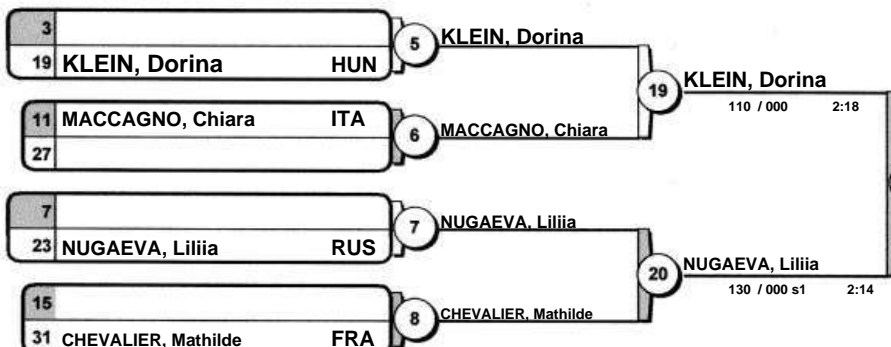 3
19 KLEIN, Dorina HUN
5
KLEIN, Dorina
11 MACCAGNO, Chiara ITA
27
6
MACCAGNO, Chiara
19
KLEIN, Dorina
110 / 000 2:18
7
23 NUGAEVA, Liliia RUS
7
NUGAEVA, Liliia
15
31 CHEVALIER, Mathilde FRA
8
CHEVALIER, Mathilde
20
NUGAEVA, Liliia
130 / 000 s1 2:14